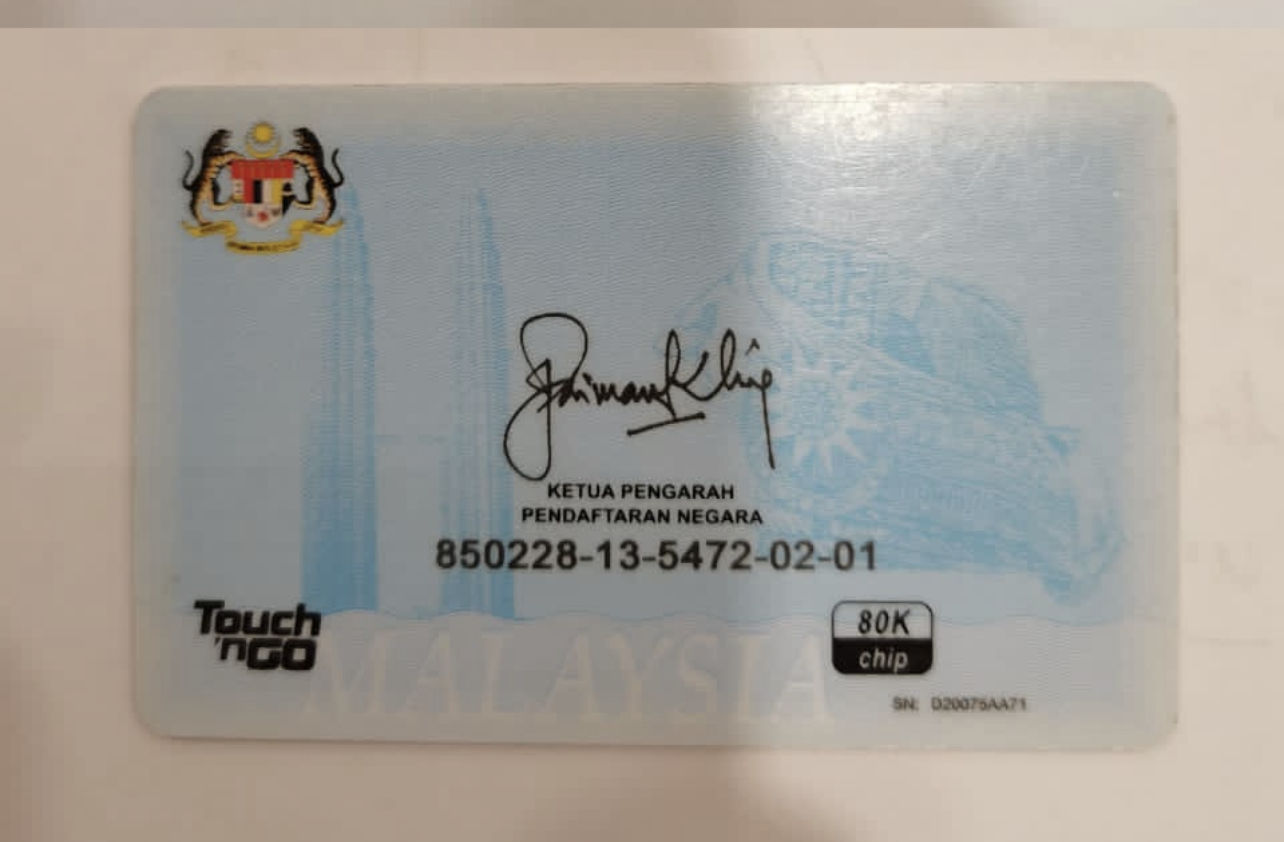 KETUA PENGARAH
PENDAFTARAN NEGARA
850228-13-5472-02-01
Touch
'nGO
80K
chip
MALAYSIA
SN: D20075AA71